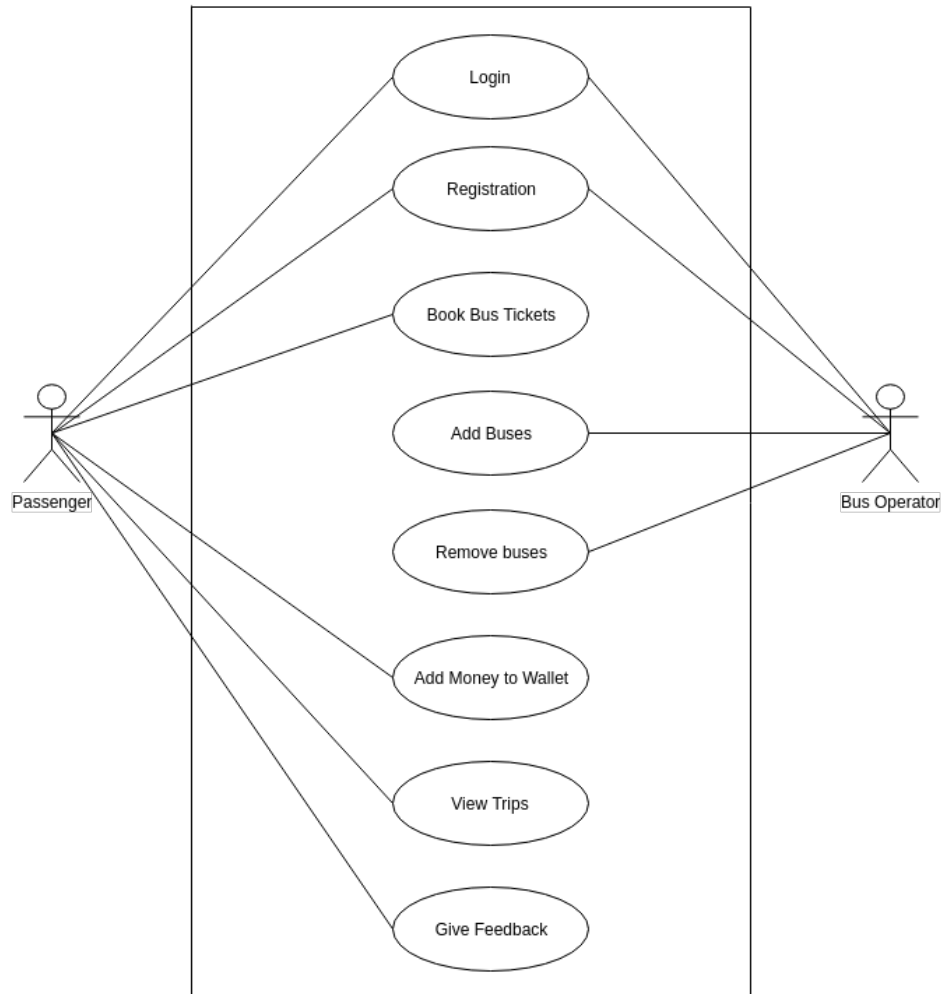 Login
Registration
Book Bus Tickets
Add Buses
Passenger
Bus Operator
Remove buses
Add Money to Wallet
View Trips
Give Feedback